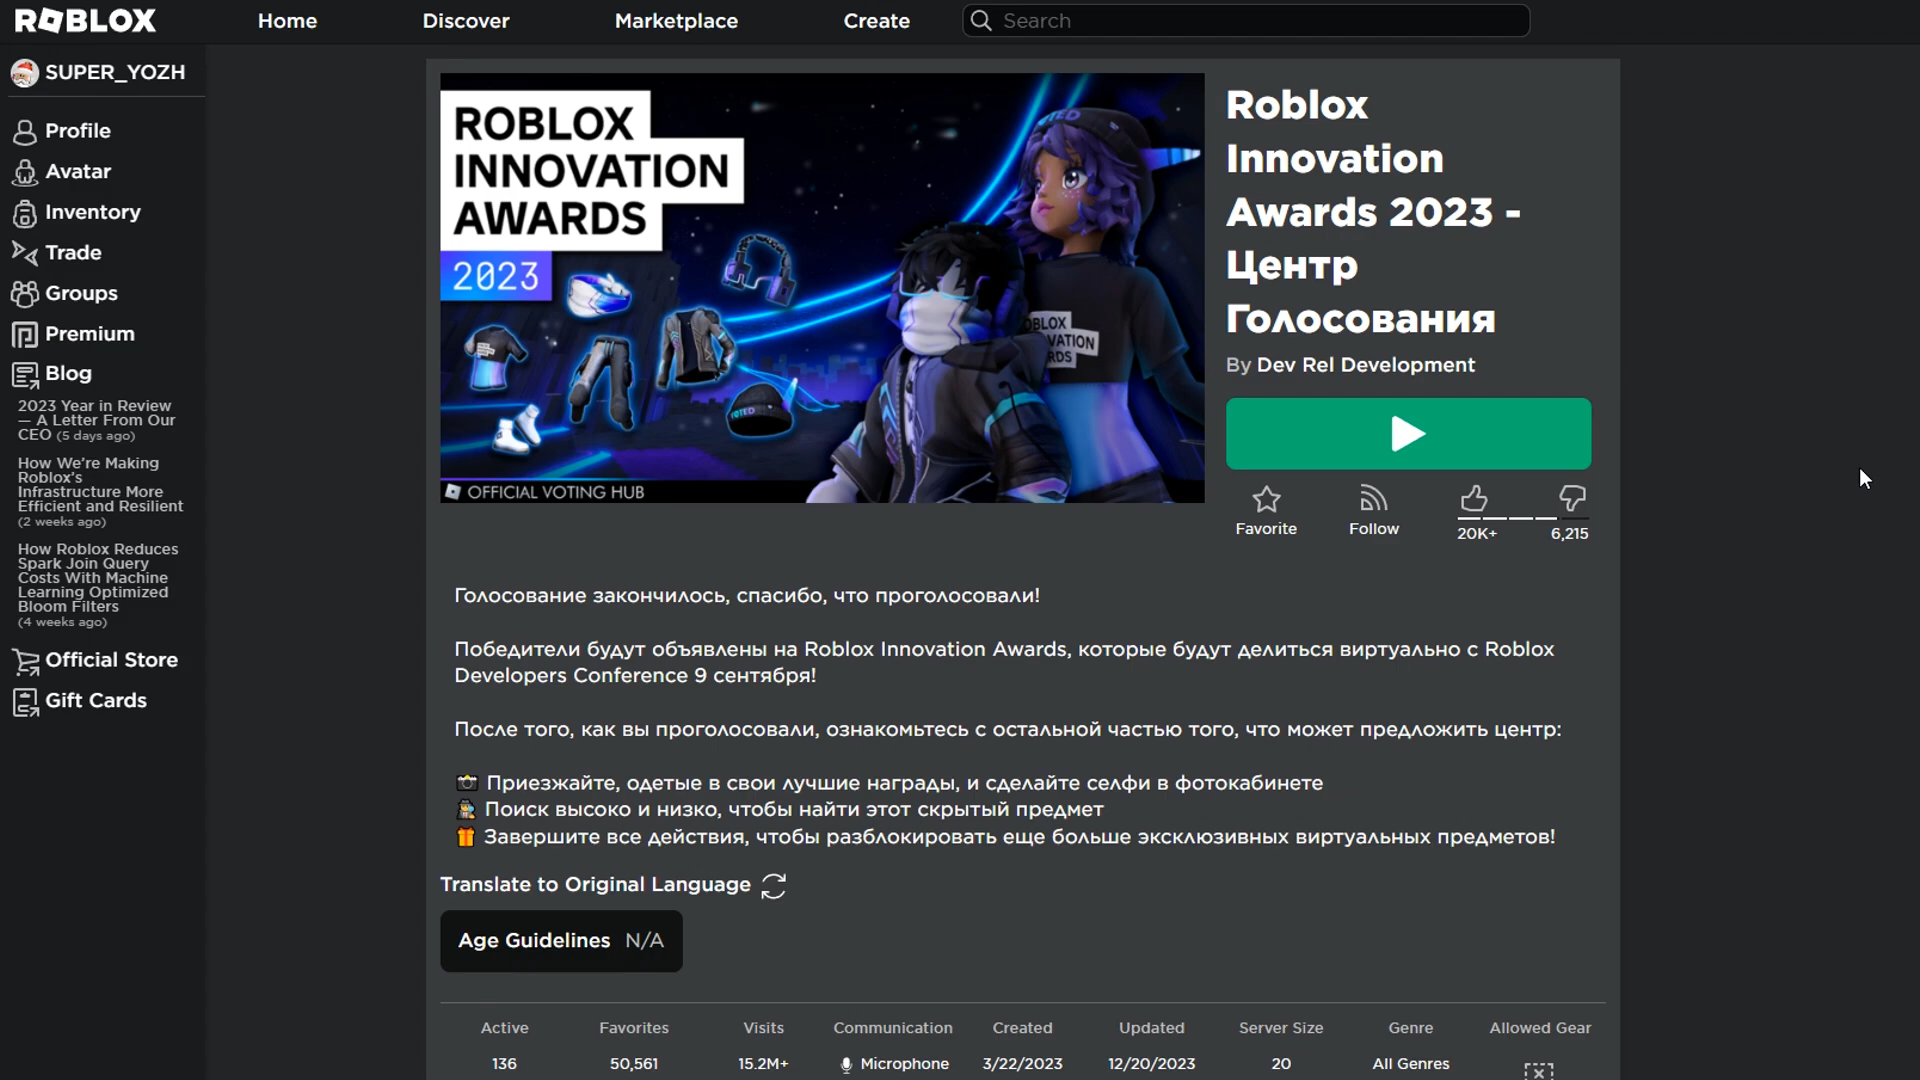 ROBLOX
Home
Discover
Marketplace
Create
Search
SUPER_YOZH
Profile
Avatar
Inventory
Trade
Groups
Premium
Blog
2023 Year in Review
— A Letter From Our
CEO (5 days ago)
How We're Making
Roblox's
Infrastructure More
Efficient and Resilient
(2 weeks ago)
How Roblox Reduces
Spark Join Query
Costs With Machine
Learning Optimized
Bloom Filters
(4 weeks ago)
Official Store
Gift Cards
ROBLOX
INNOVATION
AWARDS
2023
VOTED
OFFICIAL VOTING HUB
Roblox
Innovation
Awards 2023 -
Центр
Голосования
By Dev Rel Development
Favorite
Follow
20K+
6,215
Голосование закончилось, спасибо, что проголосовали!
Победители будут объявлены на Roblox Innovation Awards, которые будут делиться виртуально с Roblox
Developers Conference 9 сентября!
После того, как вы проголосовали, ознакомьтесь с остальной частью того, что может предложить центр:
📸 Приезжайте, одетые в свои лучшие награды, и сделайте селфи в фотокабинете
🕵️ Поиск высоко и низко, чтобы найти этот скрытый предмет
🎁 Завершите все действия, чтобы разблокировать еще больше эксклюзивных виртуальных предметов!
Translate to Original Language
Age Guidelines N/A
Active Favorites Visits Communication Created Updated Server Size Genre Allowed Gear
136 50,561 15.2M+ Microphone 3/22/2023 12/20/2023 20 All Genres